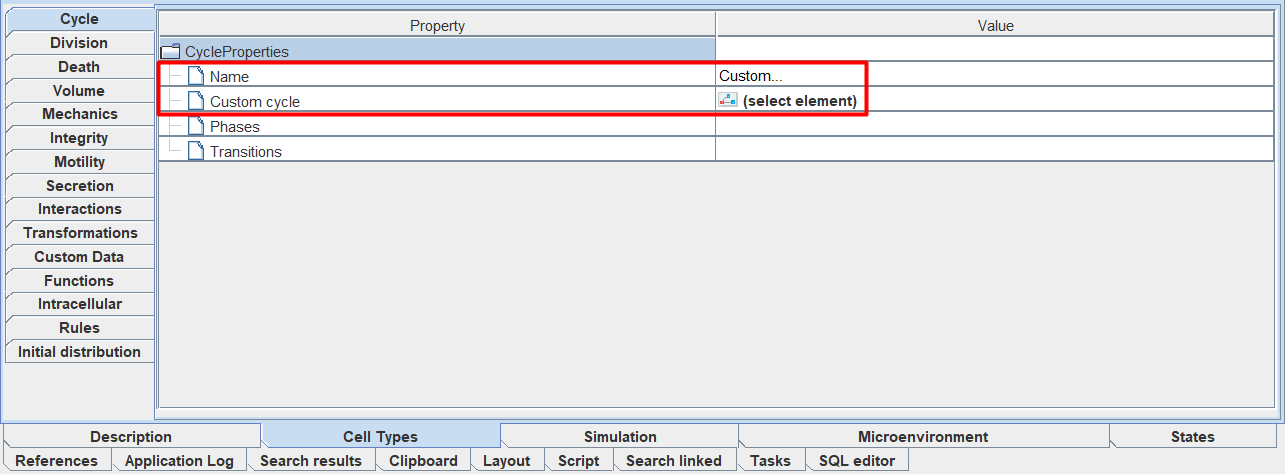 Cycle
Division
Death
Volume
Mechanics
Integrity
Motility
Secretion
Interactions
Transformations
Custom Data
Functions
Intracellular
Rules
Initial distribution
Property Value
CycleProperties
Name Custom...
Custom cycle (select element)
Phases
Transitions
Description Cell Types Simulation Microenvironment States
References Application Log Search results Clipboard Layout Script Search linked Tasks SQL editor